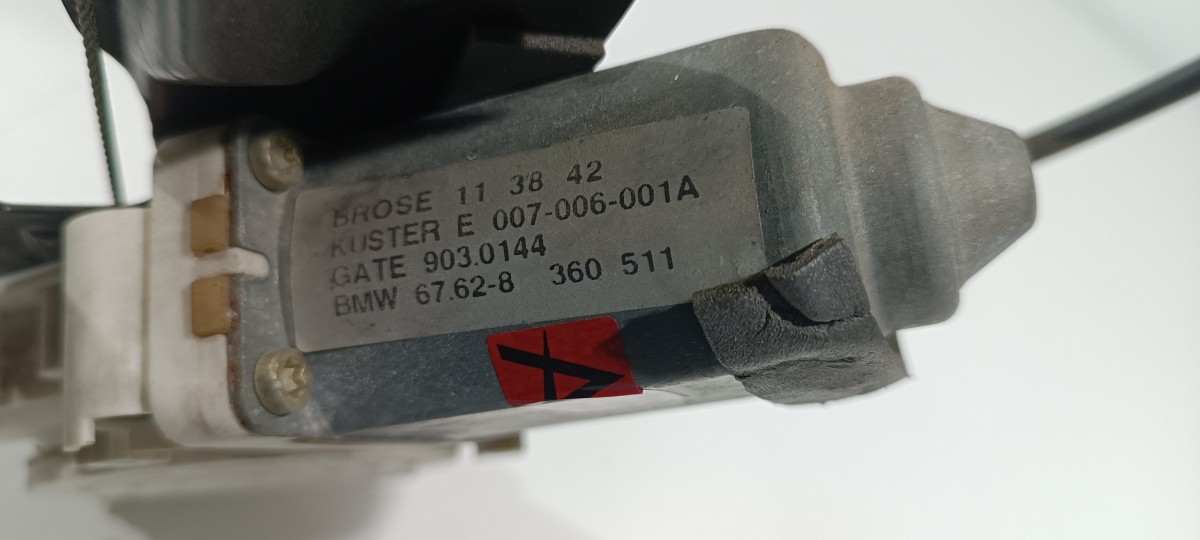 BROSE 11 38 42
KUSTER E 007-006-001A
GATE 903.0144
BMW 67.62-8 360 511